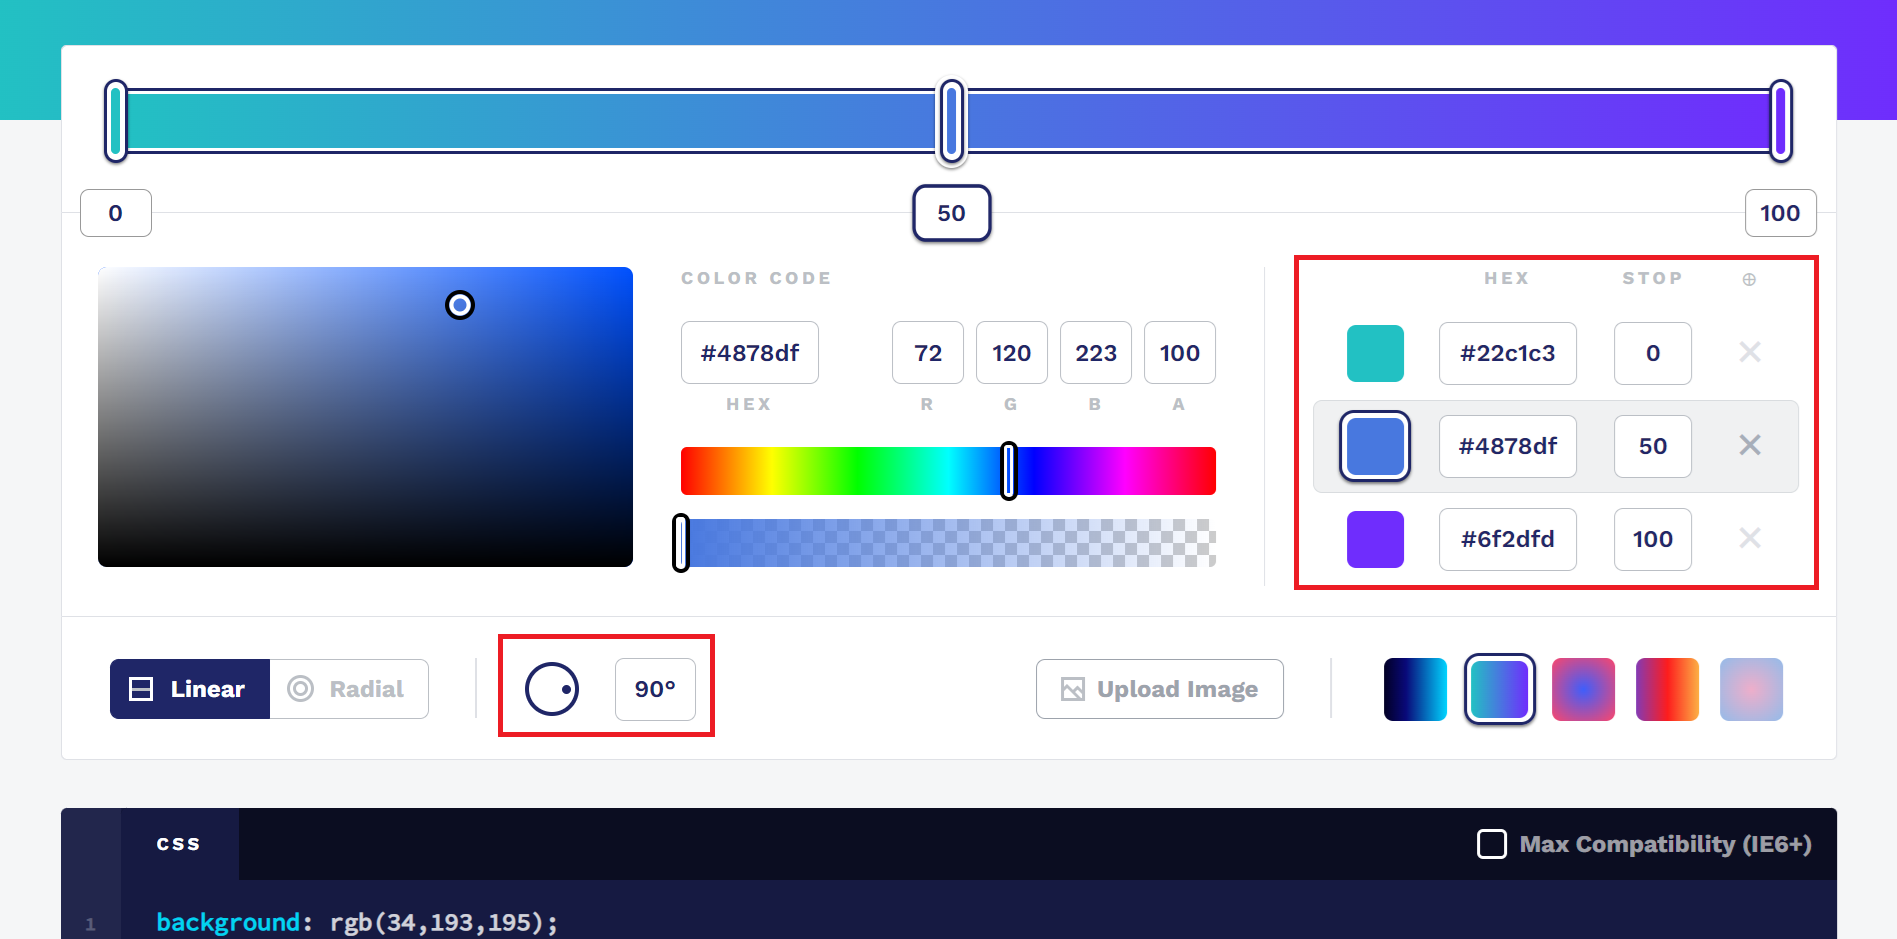 0
50
100
COLOR CODE
#4878df
72
120
223
100
HEX
R
G
B
A
HEX
STOP
#22c1c3
0
#4878df
50
#6f2dfd
100
Linear
Radial
90°
Upload Image
css
Max Compatibility (IE6+)
1
background: rgb(34,193,195);